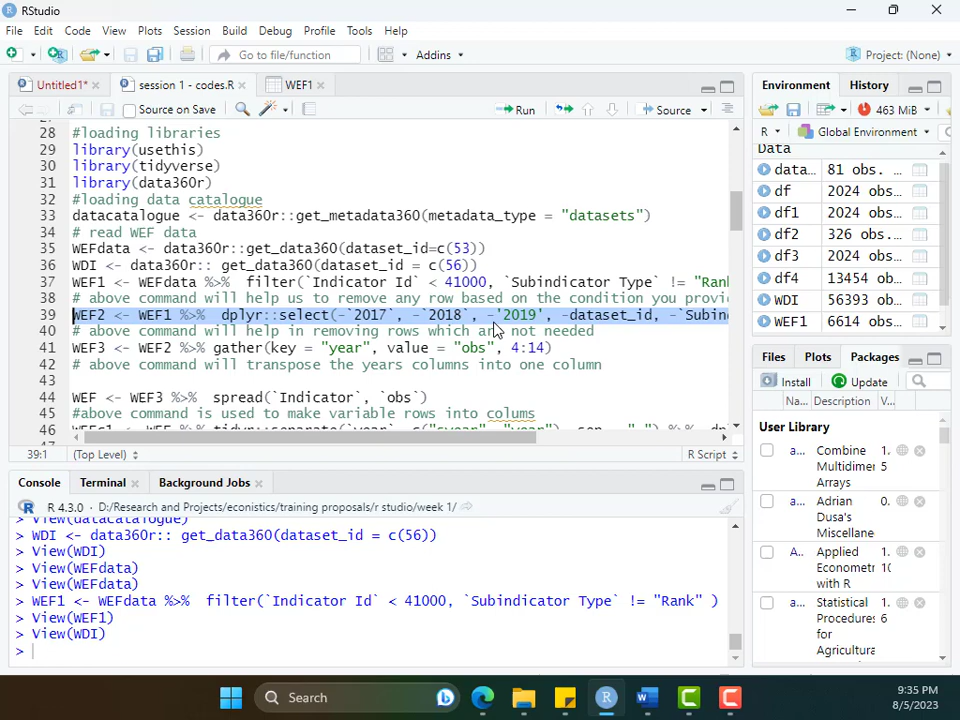 RStudio
File Edit Code View Plots Session Build Debug Profile Tools Help
Go to file/function Addins Project: (None)
Untitled1* session 1 - codes.R WEF1
Source on Save Run Source
28 #loading libraries
29 library(usethis)
30 library(tidyverse)
31 library(data360r)
32 #loading data catalogue
33 datacatalogue <- data360r::get_metadata360(metadata_type = "datasets")
34 # read WEF data
35 WEFdata <- data360r::get_data360(dataset_id=c(53))
36 WDI <- data360r:: get_data360(dataset_id = c(56))
37 WEF1 <- WEFdata %>%  filter(`Indicator Id` < 41000, `Subindicator Type` != "Ran
38 # above command will help us to remove any row based on the condition you provi
39 WEF2 <- WEF1 %>%  dplyr::select(-`2017`, -`2018`, -'2019', -dataset_id, -`Subin
40 # above command will help in removing rows which are not needed
41 WEF3 <- WEF2 %>% gather(key = "year", value = "obs", 4:14)
42 # above command will transpose the years columns into one column
43
44 WEF <- WEF3 %>%  spread(`Indicator`, `obs`)
45 #above command is used to make variable rows into colums
46
39:1 (Top Level) R Script
Console Terminal Background Jobs
R 4.3.0 · D:/Research and Projects/econistics/training proposals/r studio/week 1/
> View(datacatalogue)
> WDI <- data360r:: get_data360(dataset_id = c(56))
> View(WDI)
> View(WEFdata)
> View(WEFdata)
> WEF1 <- WEFdata %>%  filter(`Indicator Id` < 41000, `Subindicator Type` != "Rank" )
> View(WEF1)
> View(WDI)
>
Environment History
463 MiB
R Global Environment
Data
data... 81 obs. ...
df 2024 obs...
df1 2024 obs...
df2 326 obs. ...
df3 2024 obs...
df4 13454 ob...
WDI 56393 ob...
WEF1 6614 obs...
Files Plots Packages
Install Update
Na... Description V...
User Library
a... Combine Multidimer Arrays 1. 5
a... Adrian Dusa's Miscellane 0.
A.. Applied Econometric with R 1. 10
a... Statistical Procedures for Agricultura 1. 6
Search
9:35 PM
8/5/2023